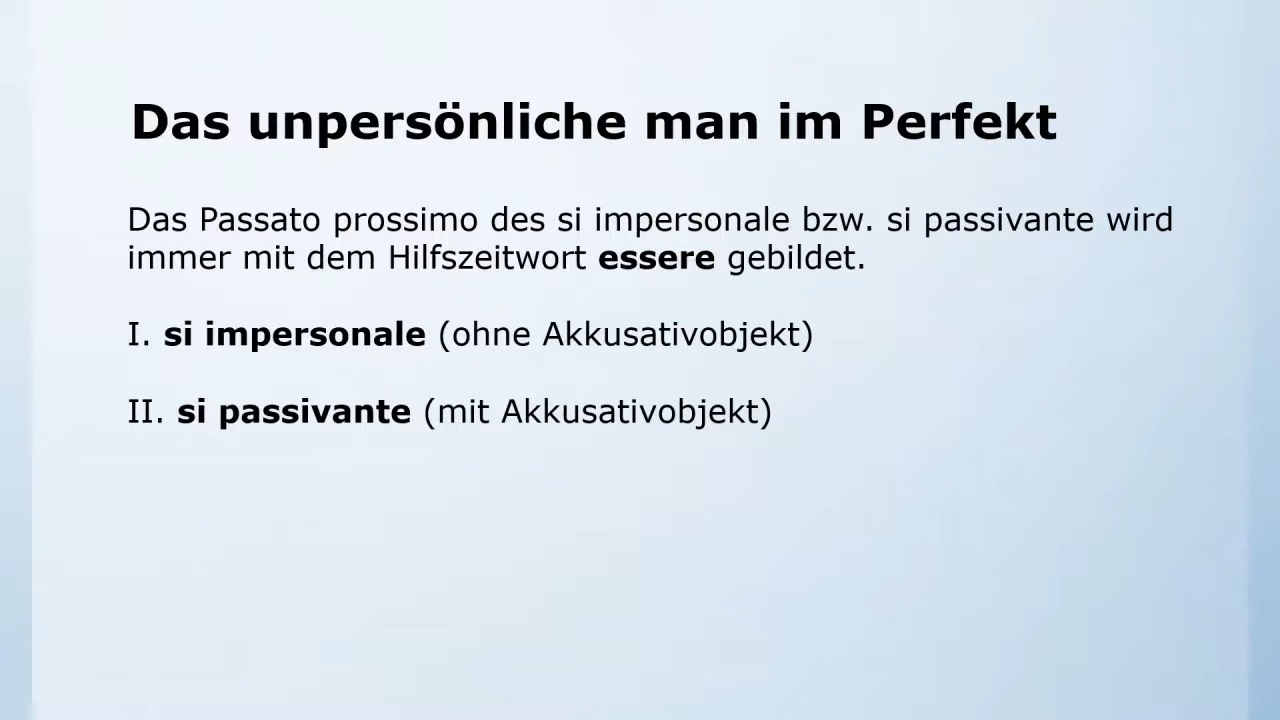 Das unpersönliche man im Perfekt
Das Passato prossimo des si impersonale bzw. si passivante wird
immer mit dem Hilfszeitwort essere gebildet.
I. si impersonale (ohne Akkusativobjekt)
II. si passivante (mit Akkusativobjekt)